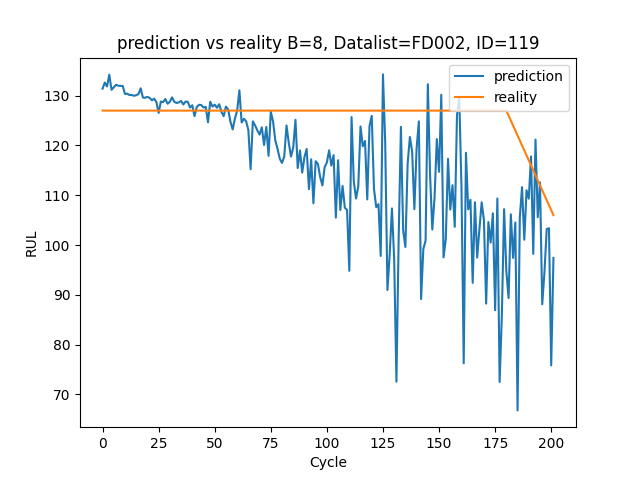 prediction vs reality B=8, Datalist=FD002, ID=119
prediction
reality
RUL
130
120
110
100
90
80
70
0 25 50 75 100 125 150 175 200
Cycle